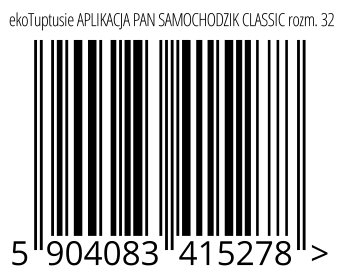 ekoTuptusie APLIKACJA PAN SAMOCHODZIK CLASSIC rozm. 32
5 904083 415278 >